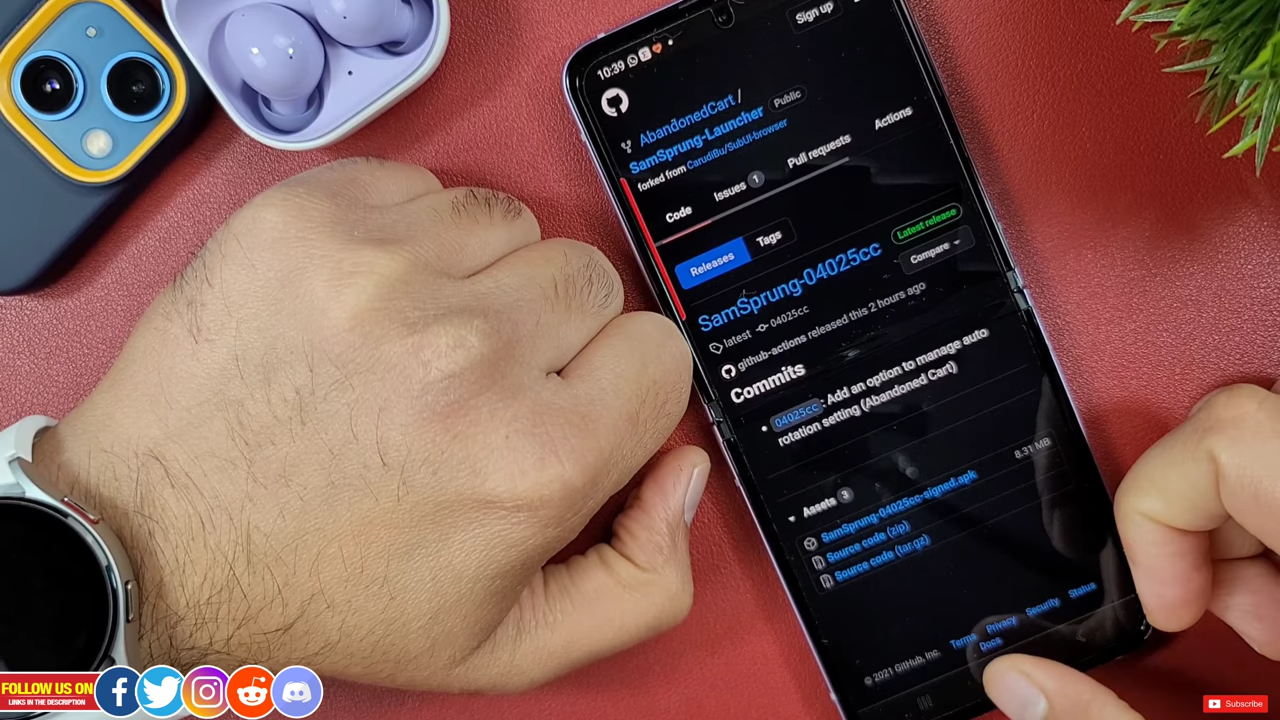 10:39
Sign up
AbandonedCart /
SamSprung-Launcher Public
forked from CarudiBu/SubUI-browser
Code Issues 1 Pull requests Actions
Releases Tags
Latest release
SamSprung-04025cc
Compare
latest 04025cc
github-actions released this 2 hours ago
Commits
04025cc: Add an option to manage auto
rotation setting (Abandoned Cart)
Assets 3
SamSprung-04025cc-signed.apk 8.31 MB
Source code (zip)
Source code (tar.gz)
© 2021 GitHub, Inc. Terms Privacy Security Status
Docs
FOLLOW US ON
LINKS IN THE DESCRIPTION
Subscribe